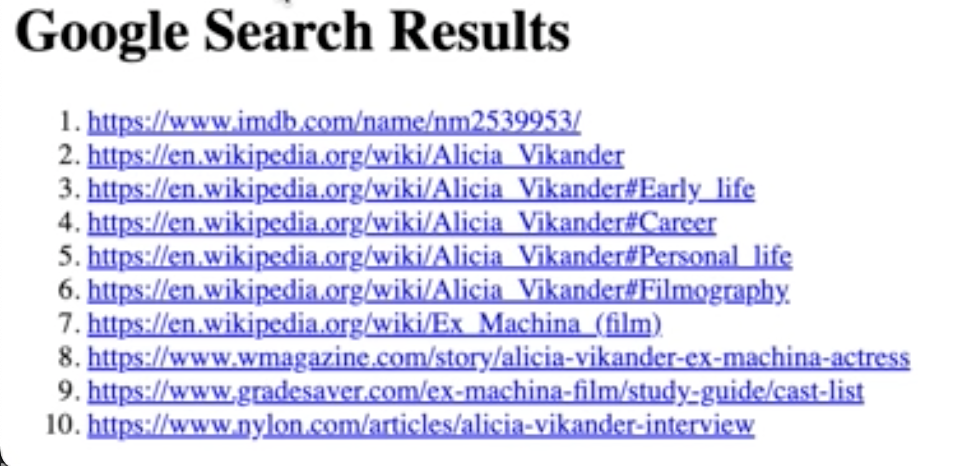 Google Search Results
1. https://www.imdb.com/name/nm2539953/
2. https://en.wikipedia.org/wiki/Alicia_Vikander
3. https://en.wikipedia.org/wiki/Alicia_Vikander#Early_life
4. https://en.wikipedia.org/wiki/Alicia_Vikander#Career
5. https://en.wikipedia.org/wiki/Alicia_Vikander#Personal_life
6. https://en.wikipedia.org/wiki/Alicia_Vikander#Filmography
7. https://en.wikipedia.org/wiki/Ex_Machina_(film)
8. https://www.wmagazine.com/story/alicia-vikander-ex-machina-actress
9. https://www.gradesaver.com/ex-machina-film/study-guide/cast-list
10. https://www.nylon.com/articles/alicia-vikander-interview